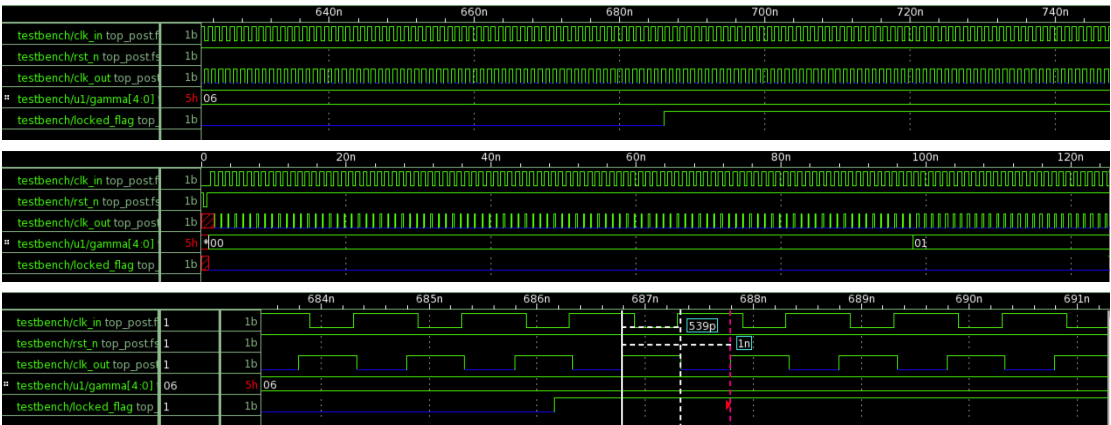 640n 660n 680n 700n 720n 740n
testbench/clk_in top_post.f 1b
testbench/rst_n top_post.fs 1b
testbench/clk_out top_post 1b
testbench/u1/gamma[4:0] 5h 06
testbench/locked_flag top_ 1b
0 20n 40n 60n 80n 100n 120n
testbench/clk_in top_post.f 1b
testbench/rst_n top_post.fs 1b
testbench/clk_out top_post 1b
testbench/u1/gamma[4:0] 5h *00 01
testbench/locked_flag top_ 1b
684n 685n 686n 687n 688n 689n 690n 691n
testbench/clk_in top_post.f 1 1b 539p
testbench/rst_n top_post.fs 1 1b 1n
testbench/clk_out top_post 1 1b
testbench/u1/gamma[4:0] 06 5h 06
testbench/locked_flag top_ 1 1b